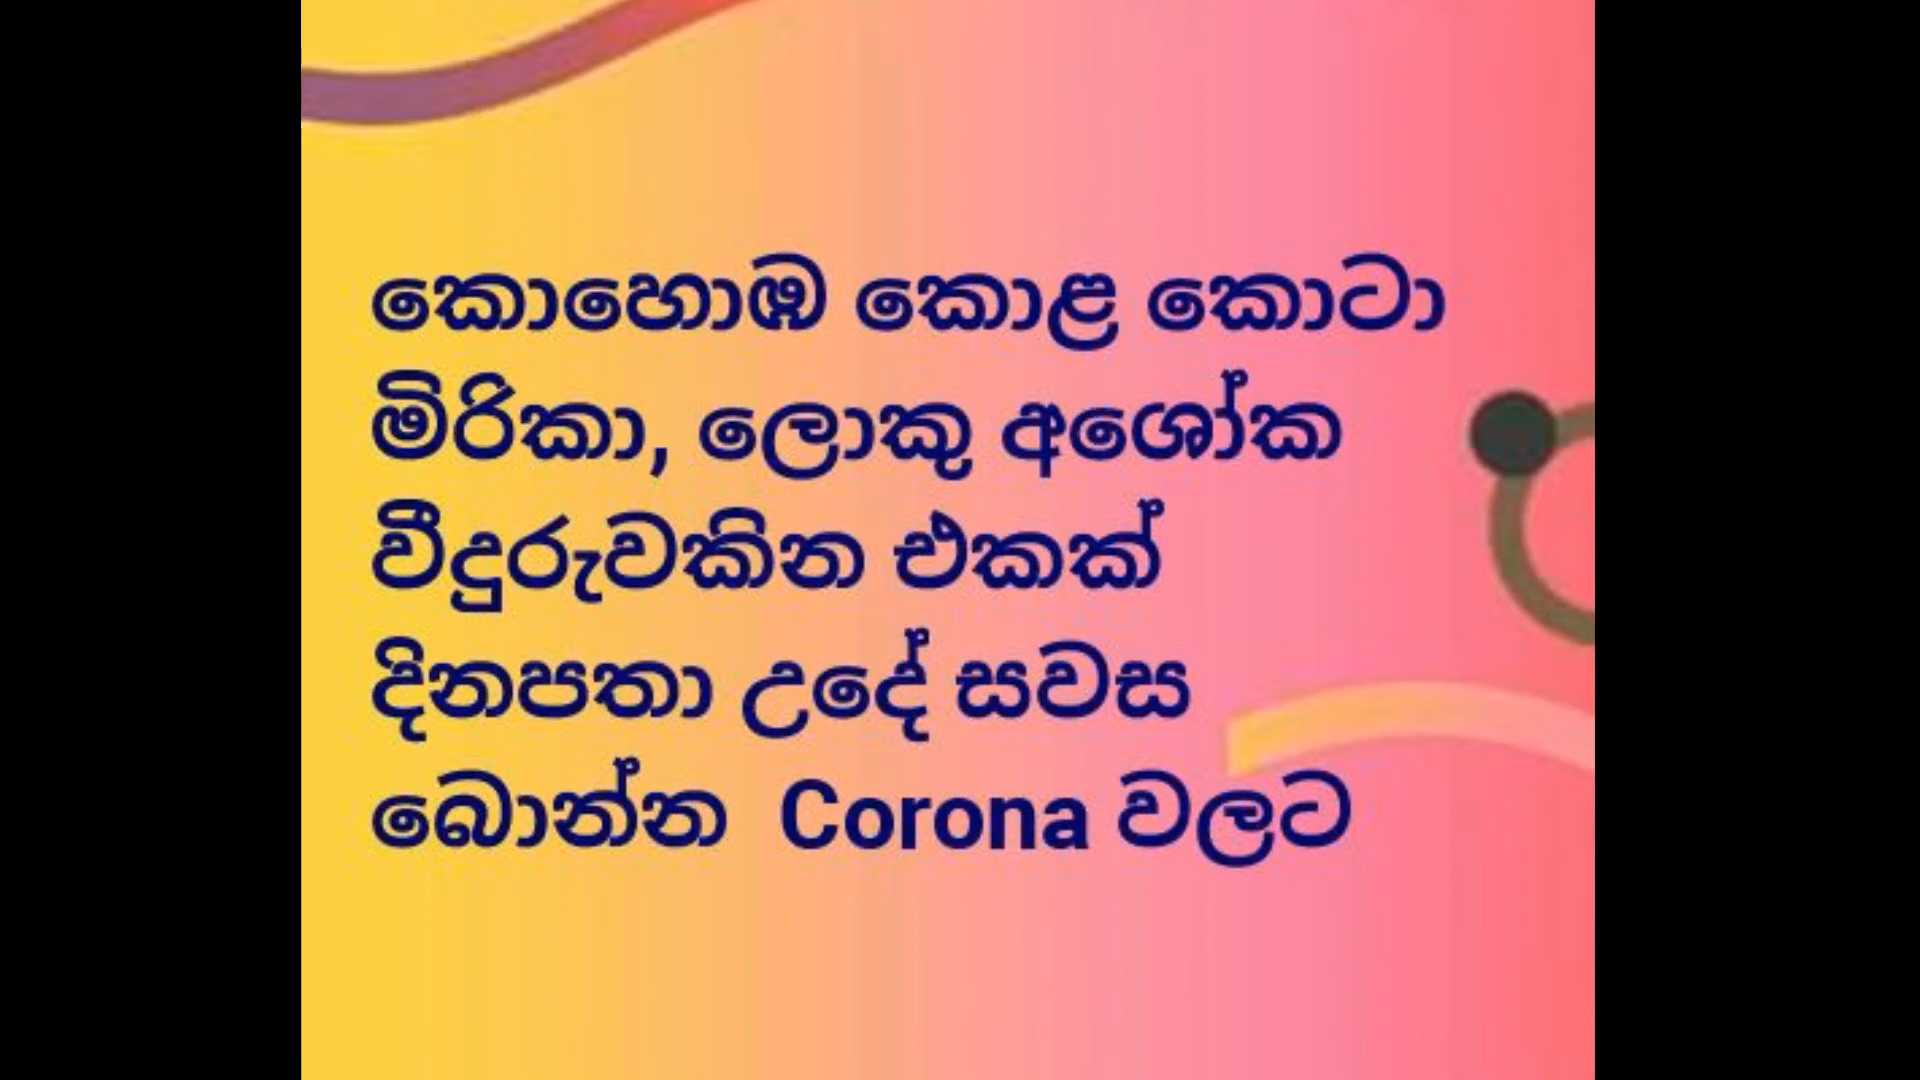 කොහොඹ කොළ කොටා
මිරිකා, ලොකු අශෝක
වීදුරුවකින එකක්
දිනපතා උදේ සවස
බොන්න  Corona වලට